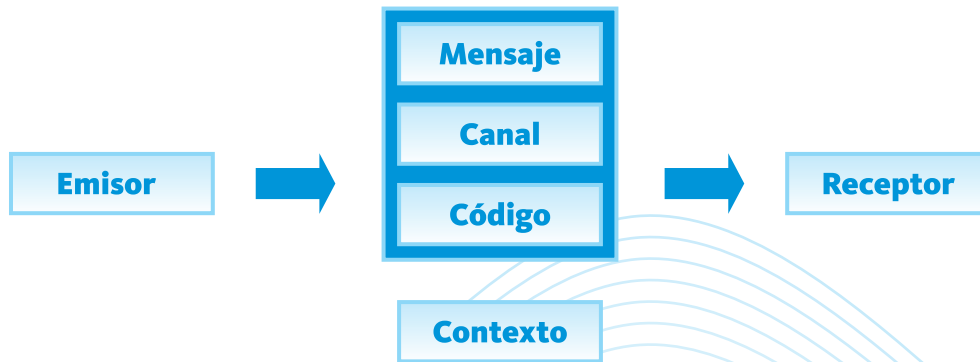 Mensaje
Canal
Emisor
Receptor
Código
Contexto